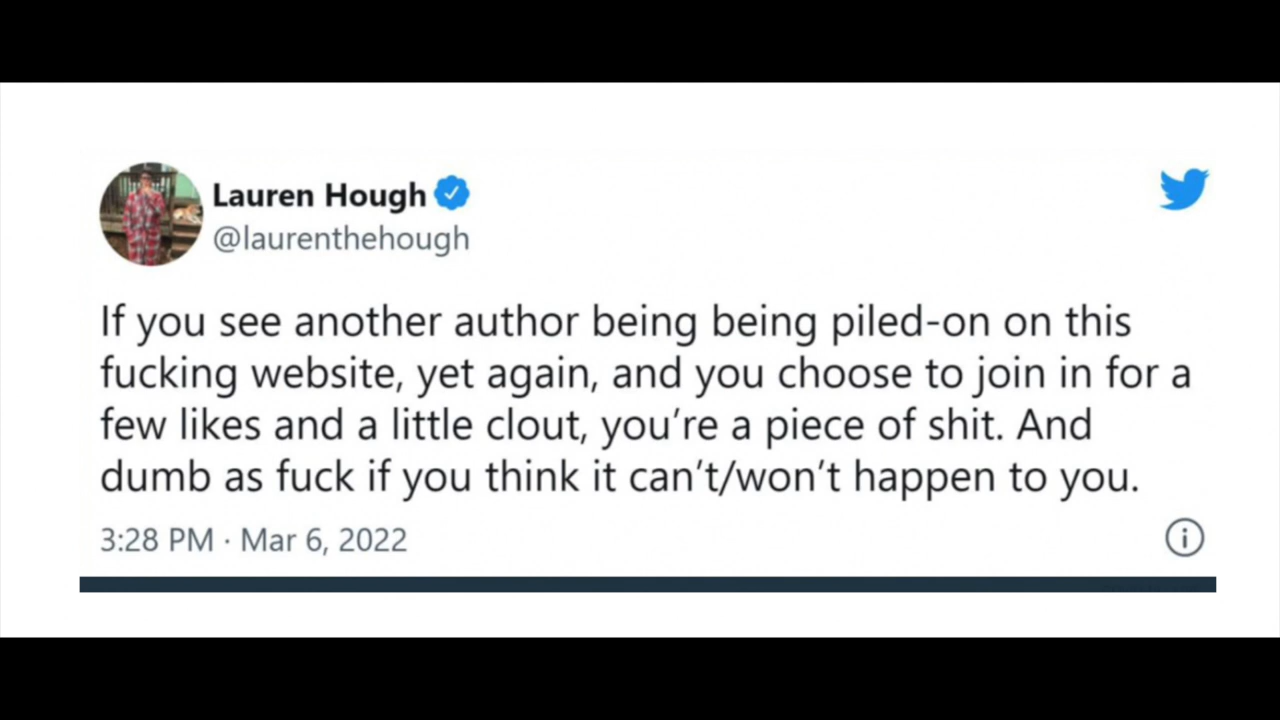 Lauren Hough
@laurenthehough
If you see another author being being piled-on on this
fucking website, yet again, and you choose to join in for a
few likes and a little clout, you’re a piece of shit. And
dumb as fuck if you think it can’t/won’t happen to you.
3:28 PM · Mar 6, 2022